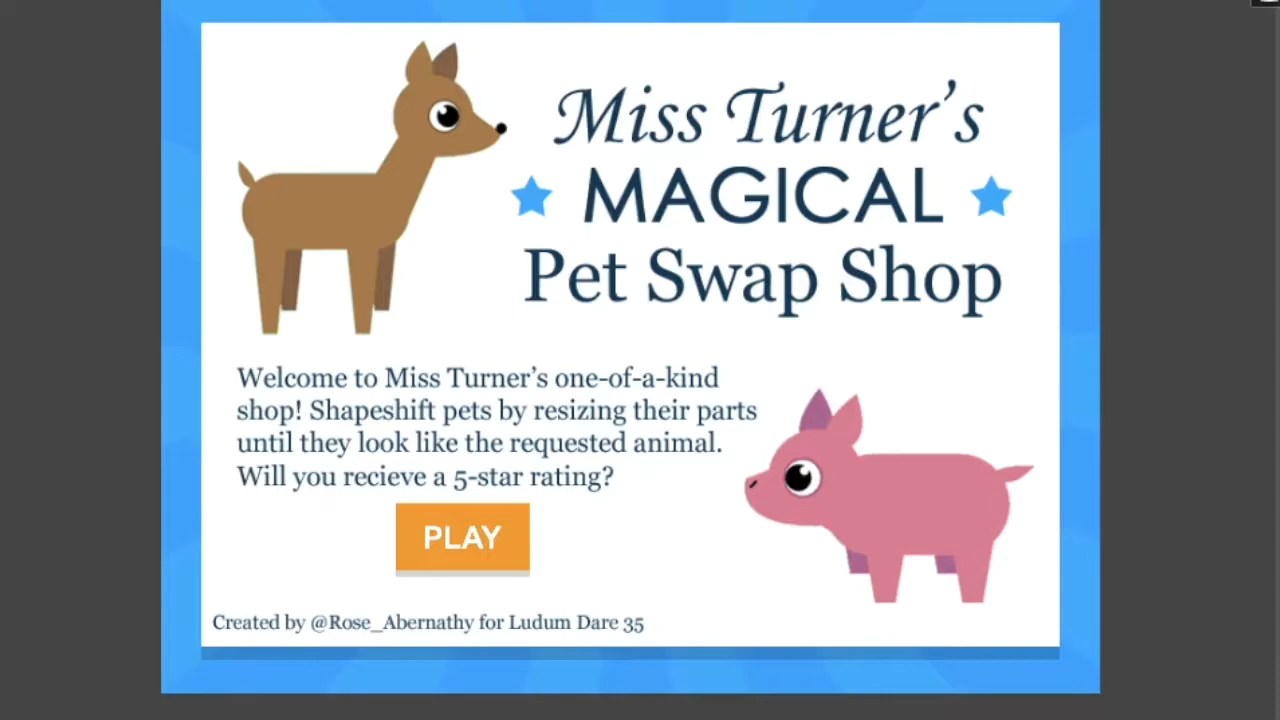 Miss Turner's
MAGICAL
Pet Swap Shop
Welcome to Miss Turner's one-of-a-kind
shop! Shapeshift pets by resizing their parts
until they look like the requested animal.
Will you recieve a 5-star rating?
PLAY
Created by @Rose_Abernathy for Ludum Dare 35